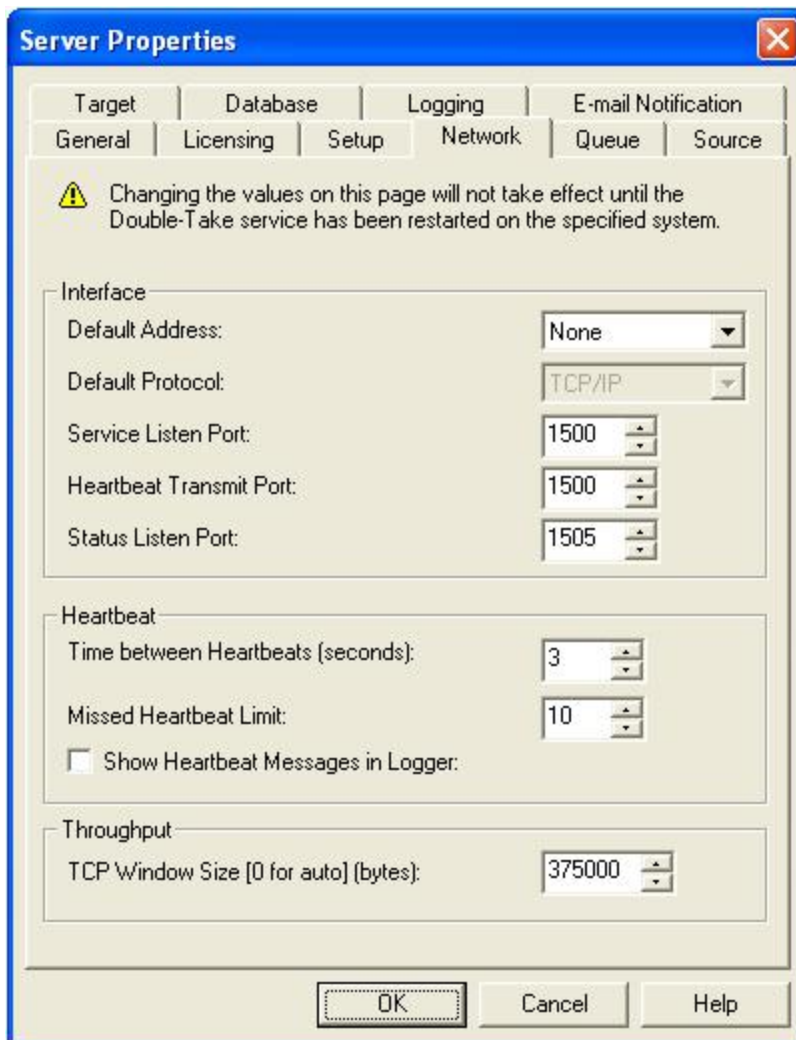 Server Properties
Target Database Logging E-mail Notification
General Licensing Setup Network Queue Source
Changing the values on this page will not take effect until the
Double-Take service has been restarted on the specified system.
Interface
Default Address: None
Default Protocol: TCP/IP
Service Listen Port: 1500
Heartbeat Transmit Port: 1500
Status Listen Port: 1505
Heartbeat
Time between Heartbeats (seconds): 3
Missed Heartbeat Limit: 10
Show Heartbeat Messages in Logger:
Throughput
TCP Window Size [0 for auto] (bytes): 375000
OK Cancel Help